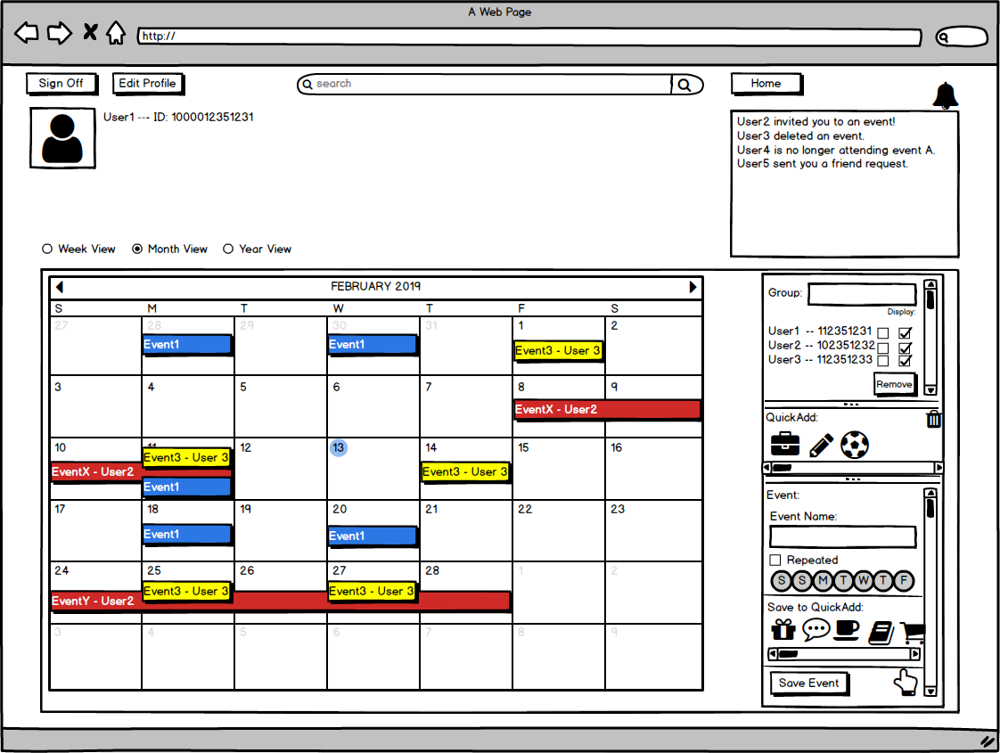 A Web Page
http://
Sign Off
Edit Profile
search
Home
User1 --- ID: 1000012351231
User2 invited you to an event!
User3 deleted an event.
User4 is no longer attending event A.
User5 sent you a friend request.
Week View
Month View
Year View
FEBRUARY 2019
S M T W T F S
27 28 29 30 31 1 2
Event1
Event1
Event3 - User 3
3 4 5 6 7 8 9
EventX - User2
10 11 12 13 14 15 16
Event3 - User 3
EventX - User2
Event3 - User 3
Event1
17 18 19 20 21 22 23
Event1
Event1
24 25 26 27 28 1 2
Event3 - User 3
Event3 - User 3
EventY - User2
3 4 5 6 7 8 9
Group:
Display:
User1 -- 112351231
User2 -- 102351232
User3 -- 112351233
Remove
QuickAdd:
Event:
Event Name:
Repeated
S S M T W T F
Save to QuickAdd:
Save Event